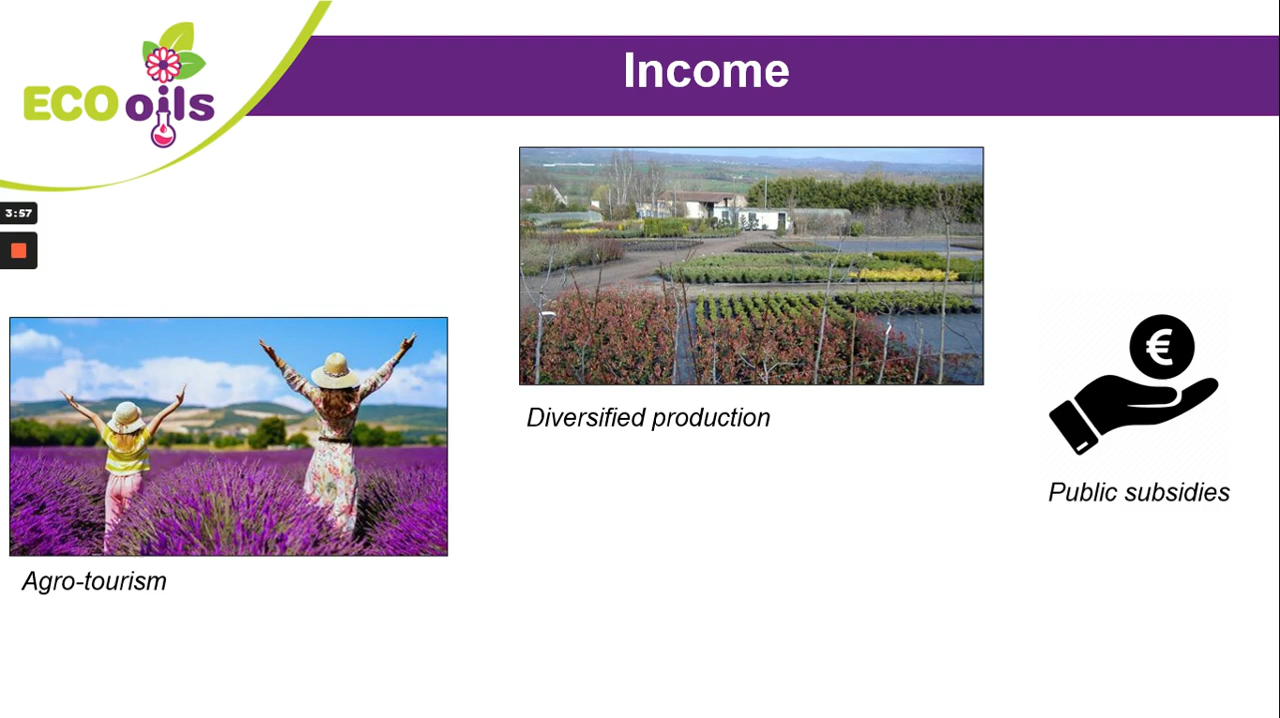 Income
ECO oils
3:57
Diversified production
€
Public subsidies
Agro-tourism